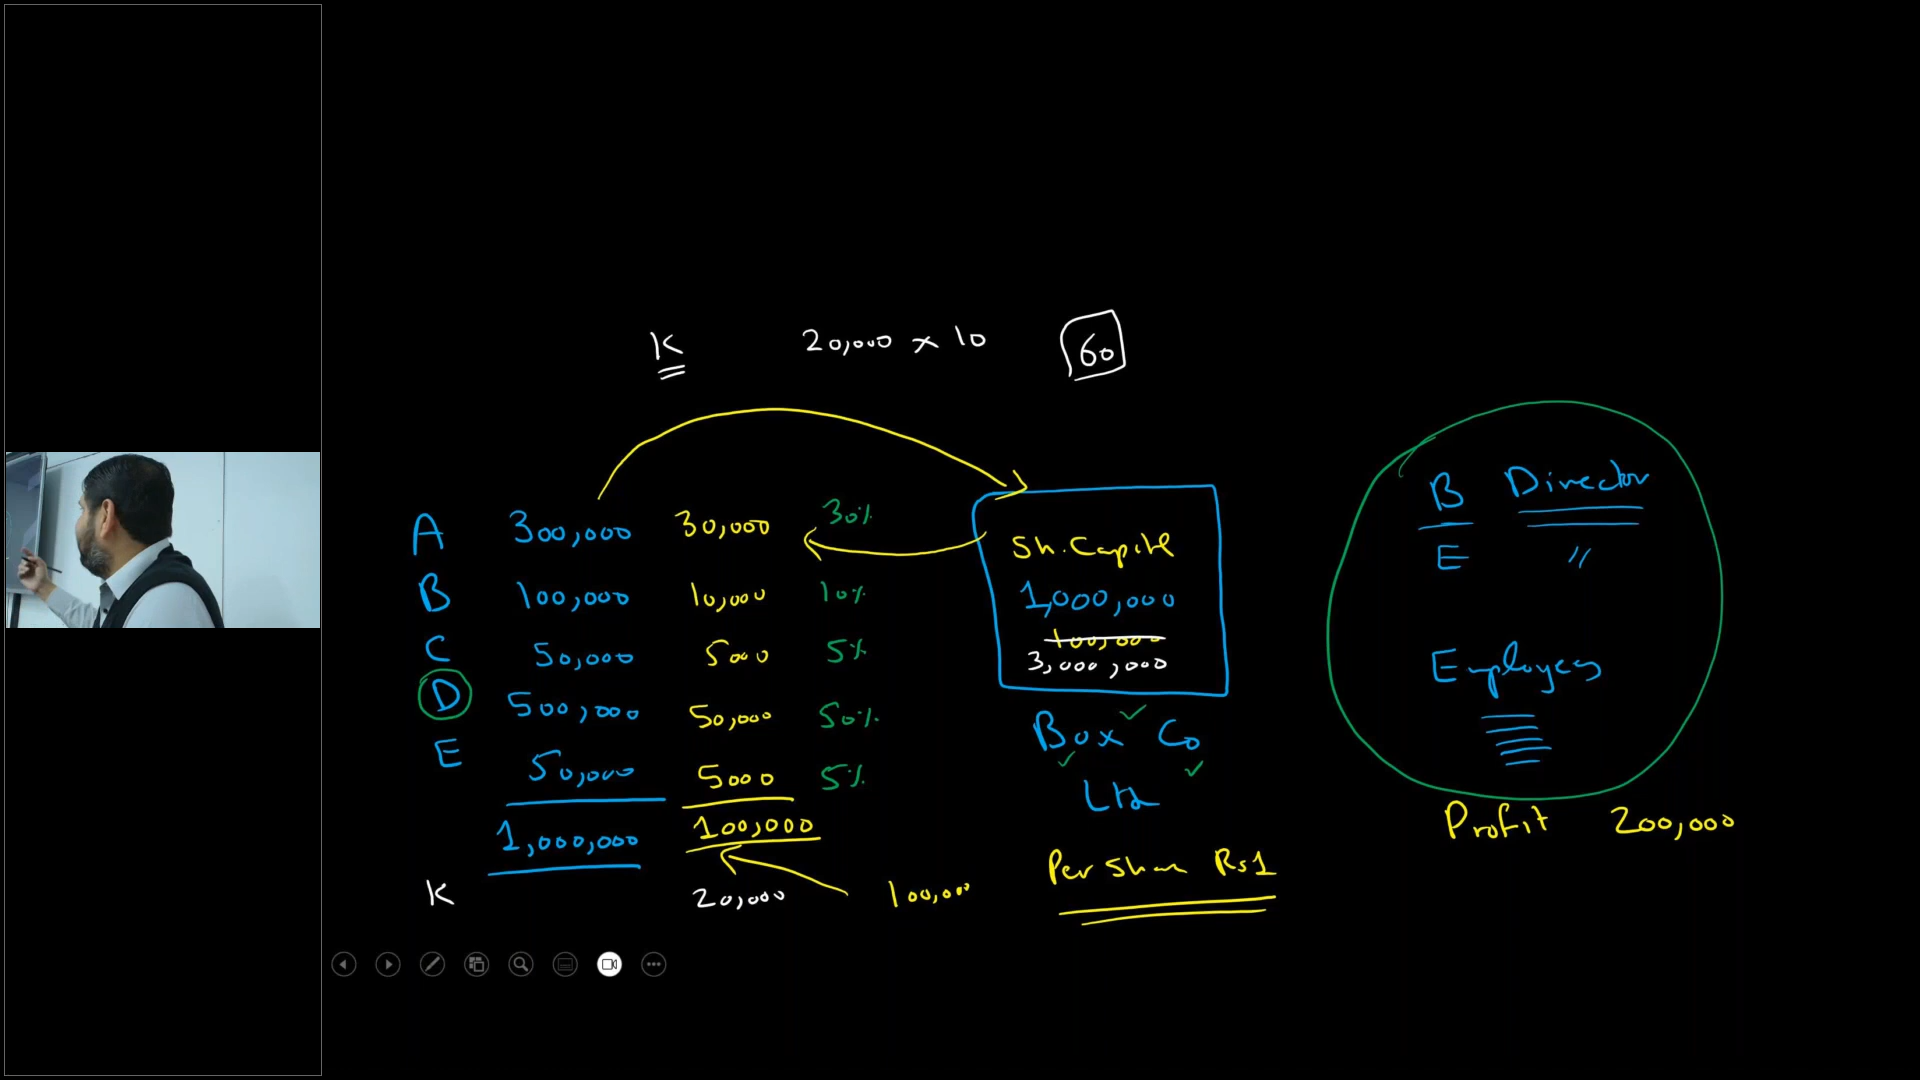 K 20,000 x 10 60
A 300,000 30,000 30%
B 100,000 10,000 10%
C 50,000 5000 5%
D 500,000 50,000 50%
E 50,000 5000 5%
1,000,000 100,000
K 20,000 100,000
Sh. Capital
1,000,000
100,000
3,000,000
Box Co
Ltd
Per Share Rs1
B Director
E "
Employees
Profit 200,000